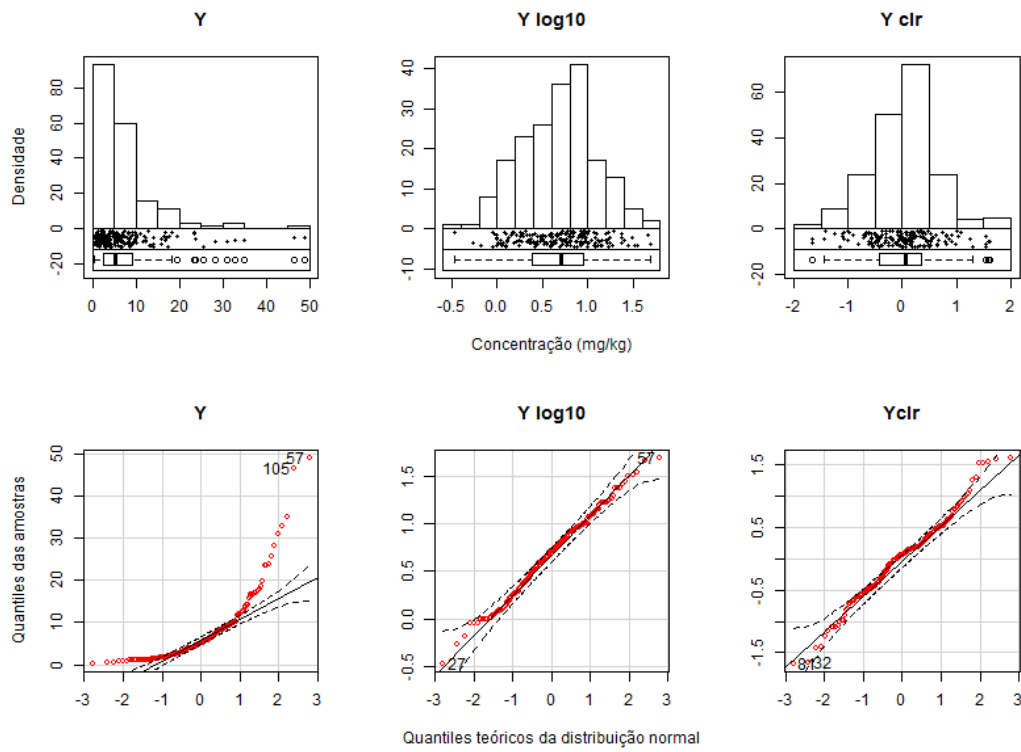 Y
Y log10
Y clr
Densidade
80
60
40
20
0
-20
0 10 20 30 40 50
40
30
20
10
0
-10
-0.5 0.0 0.5 1.0 1.5
60
40
20
0
-20
-2 -1 0 1 2
Concentração (mg/kg)
Y
Y log10
Yclr
Quantiles das amostras
50
40
30
20
10
0
57
105
-3 -2 -1 0 1 2 3
1.5
1.0
0.5
0.0
-0.5
57
27
-3 -2 -1 0 1 2 3
1.5
0.5
-0.5
-1.5
81
132
-3 -2 -1 0 1 2 3
Quantiles teóricos da distribuição normal